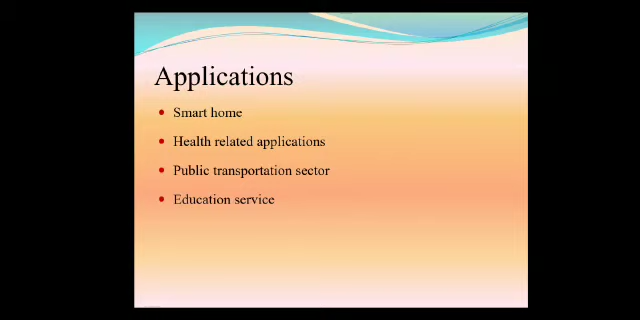 Applications
Smart home
Health related applications
Public transportation sector
Education service